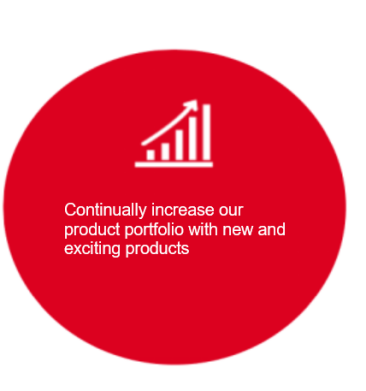 Continually increase our
product portfolio with new and
exciting products